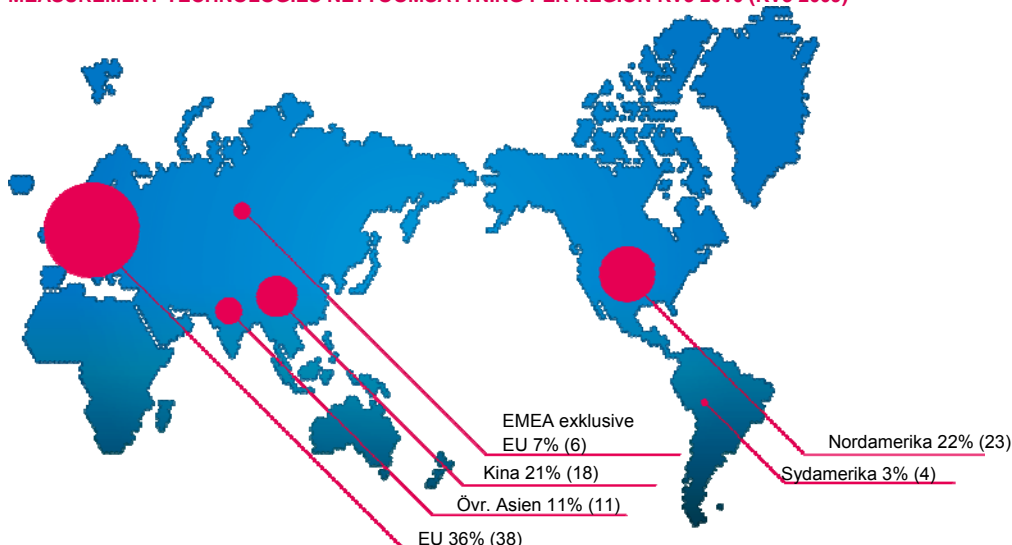 EMEA exklusive
EU 7% (6)
Kina 21% (18)
Övr. Asien 11% (11)
EU 36% (38)
Nordamerika 22% (23)
Sydamerika 3% (4)